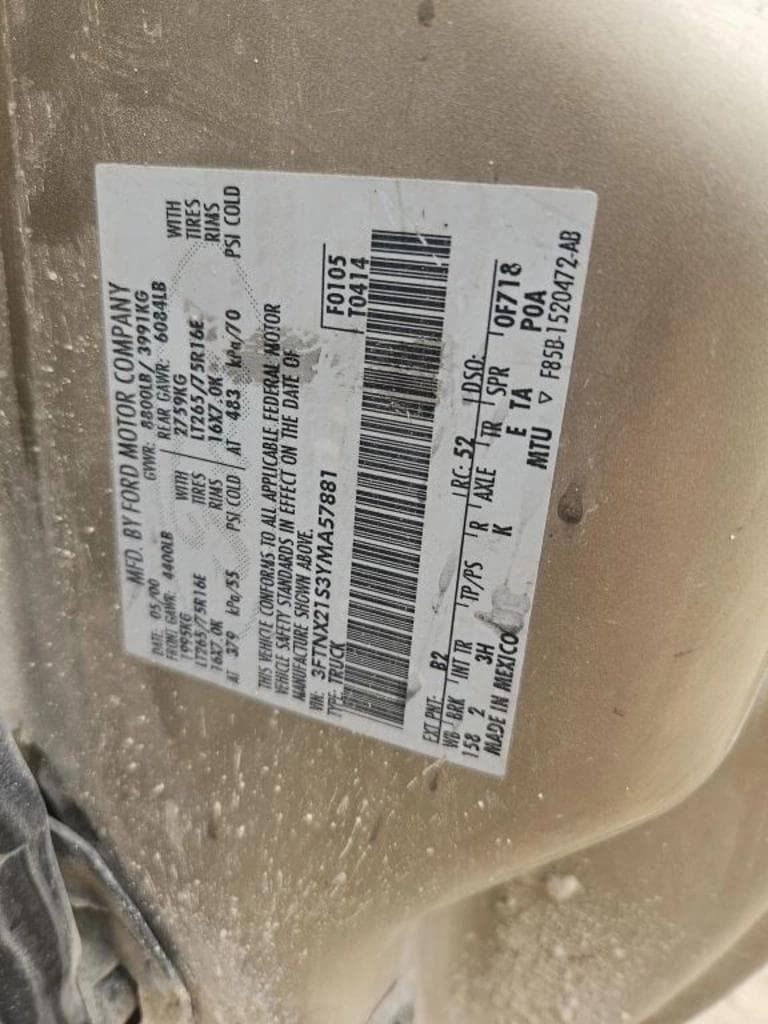 MFD. BY FORD MOTOR COMPANY
DATE: 05/00 GVWR: 8800LB/ 3991KG
FRONT GAWR: 4400LB REAR GAWR: 6084LB
1995KG WITH 2759KG WITH
LT265/75R16E TIRES LT265/75R16E TIRES
16X7.0K RIMS 16X7.0K RIMS
AT 379 kPa/55 PSI COLD AT 483 kPa/70 PSI COLD
THIS VEHICLE CONFORMS TO ALL APPLICABLE FEDERAL MOTOR
VEHICLE SAFETY STANDARDS IN EFFECT ON THE DATE OF
MANUFACTURE SHOWN ABOVE.
VIN: 3FTNX21S3YMA57881 F0105
TYPE: TRUCK T0414
EXT PNT: B2 RC: 52 DSO:
WB BRK INT TR TP/PS R AXLE TR SPR 0F718
158 2 3H K E TA P0A
MADE IN MEXICO MTU ▽ F85B-1520472-AB